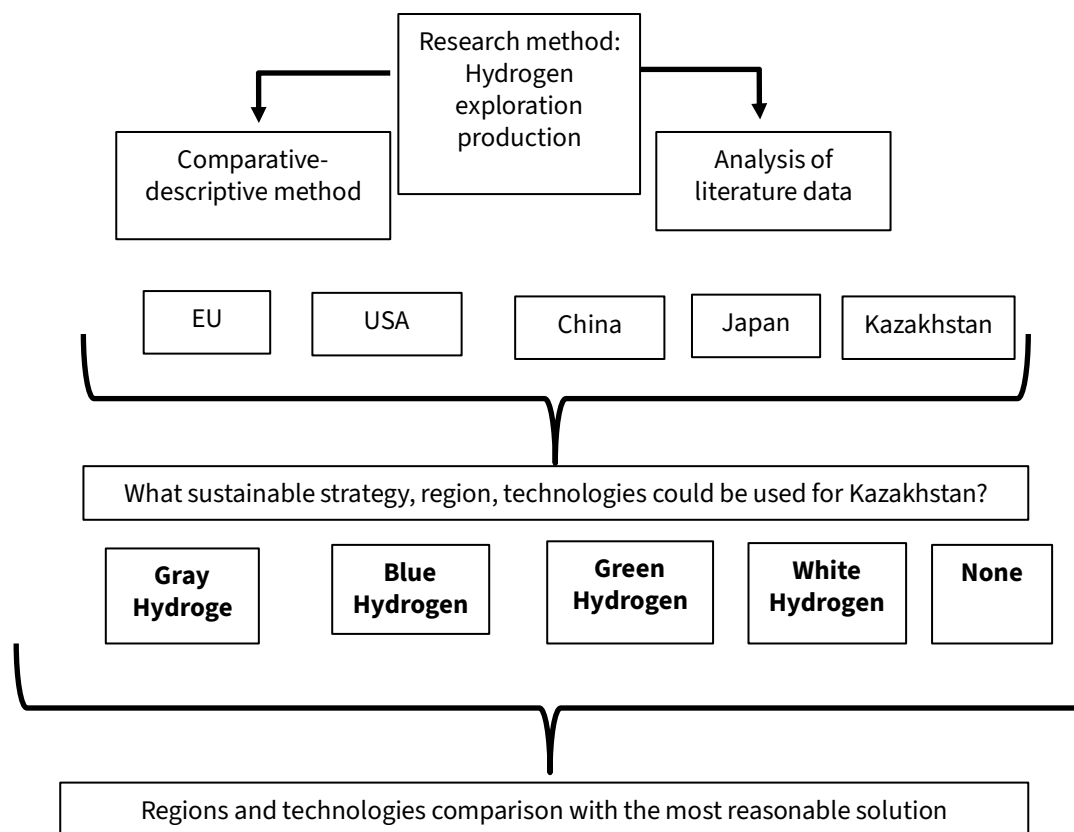 Research method:
Hydrogen
exploration
production
Comparative-
descriptive method
Analysis of
literature data
EU
USA
China
Japan
Kazakhstan
What sustainable strategy, region, technologies could be used for Kazakhstan?
Gray
Hydroge
Blue
Hydrogen
Green
Hydrogen
White
Hydrogen
None
Regions and technologies comparison with the most reasonable solution